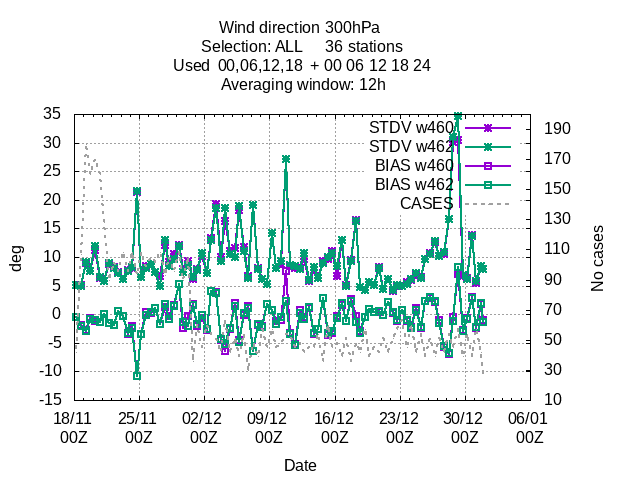 Wind direction 300hPa
Selection: ALL 36 stations
Used 00,06,12,18 + 00 06 12 18 24
Averaging window: 12h
STDV w460
STDV w462
BIAS w460
BIAS w462
CASES
deg
35
30
25
20
15
10
5
0
-5
-10
-15
190
170
150
130
110
90
70
50
30
10
No cases
18/11 25/11 02/12 09/12 16/12 23/12 30/12 06/01
00Z 00Z 00Z 00Z 00Z 00Z 00Z 00Z
Date